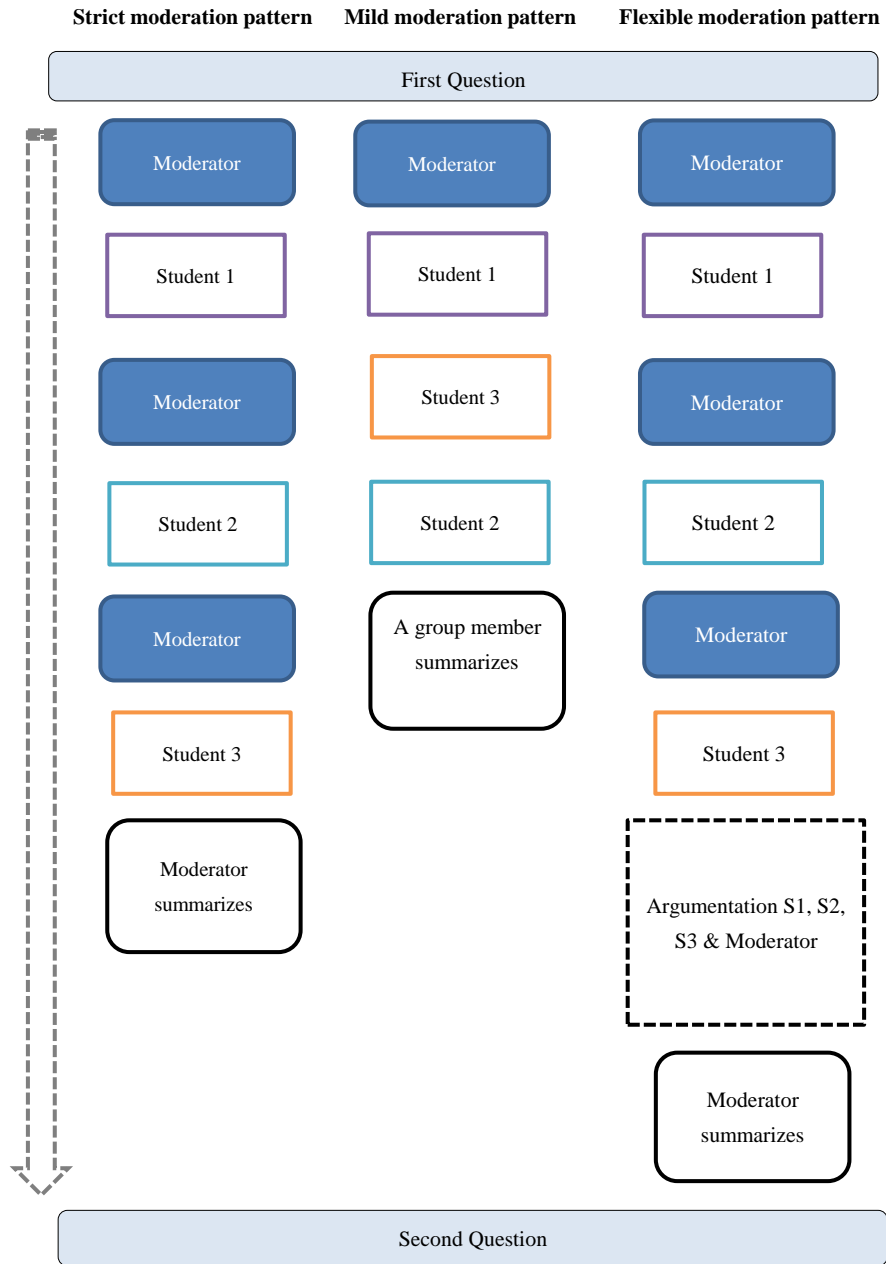 Strict moderation pattern
Mild moderation pattern
Flexible moderation pattern
First Question
Moderator
Moderator
Moderator
Student 1
Student 1
Student 1
Moderator
Student 3
Moderator
Student 2
Student 2
Student 2
Moderator
A group member
summarizes
Moderator
Student 3
Student 3
Moderator
summarizes
Argumentation S1, S2,
S3 & Moderator
Moderator
summarizes
Second Question